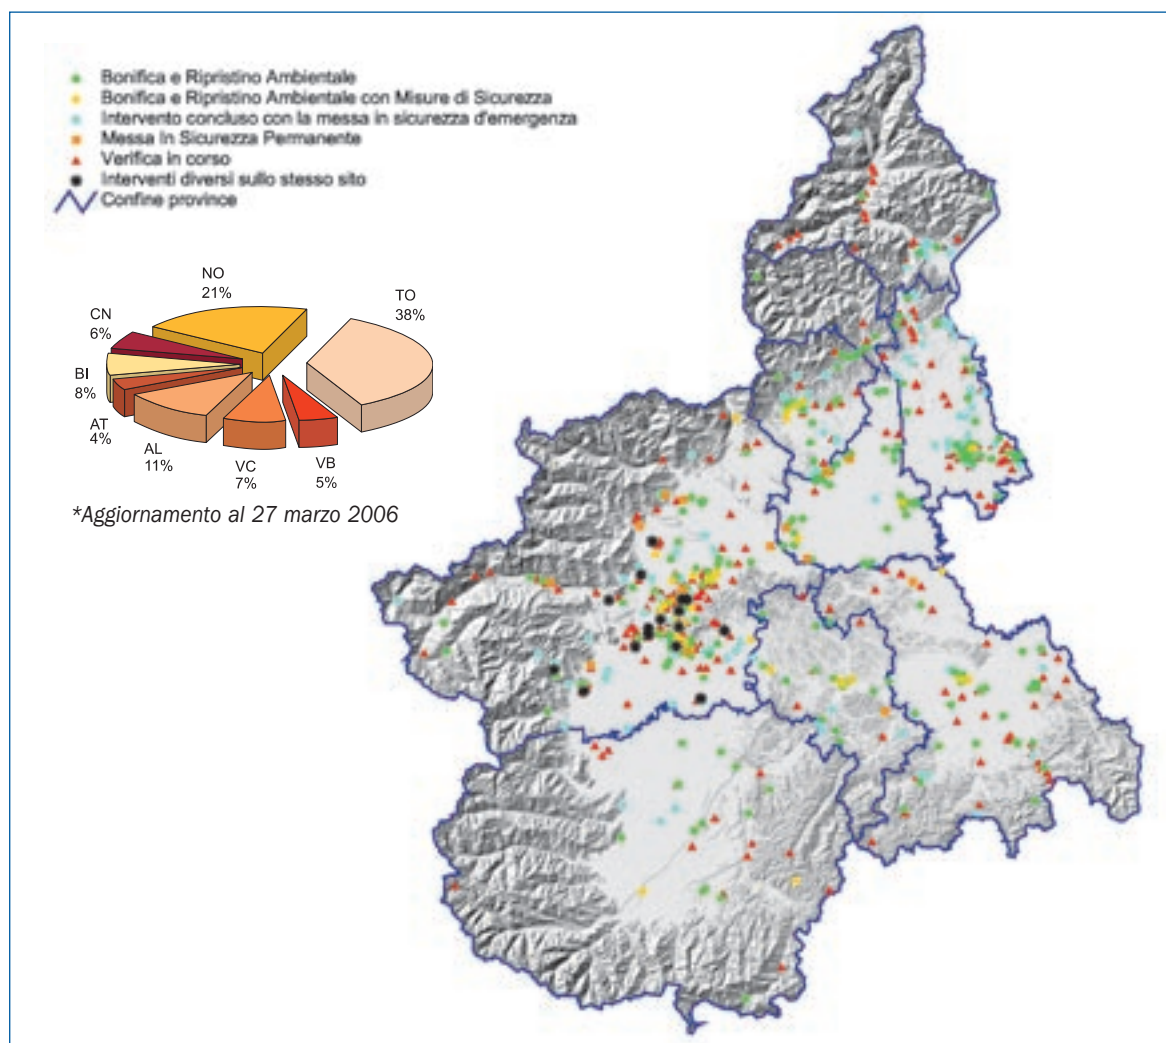 Bonifica e Ripristino Ambientale
Bonifica e Ripristino Ambientale con Misure di Sicurezza
Intervento concluso con la messa in sicurezza d'emergenza
Messa In Sicurezza Permanente
Verifica in corso
Interventi diversi sullo stesso sito
Confine province
NO
21%
TO
38%
CN
6%
BI
8%
AT
4%
AL
11%
VC
7%
VB
5%
*Aggiornamento al 27 marzo 2006